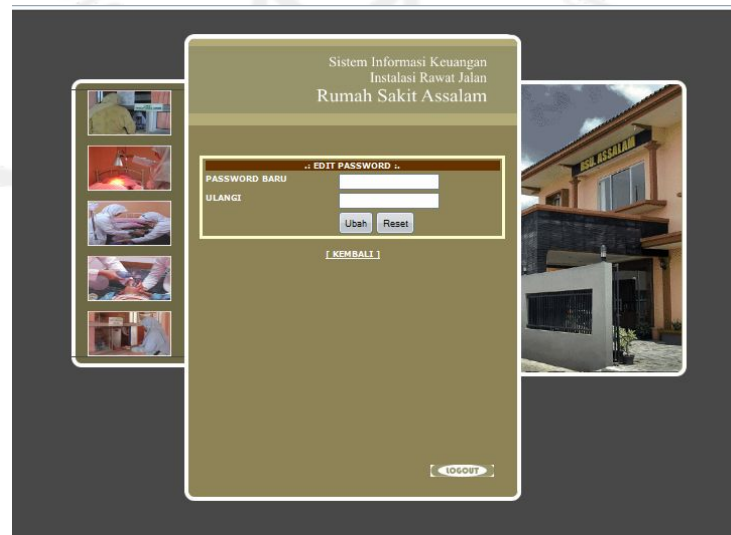 Sistem Informasi Keuangan
Instalasi Rawat Jalan
Rumah Sakit Assalam
.: EDIT PASSWORD :.
PASSWORD BARU
ULANGI
Ubah Reset
[ KEMBALI ]
RSU. ASSALAM
[ LOGOUT ]